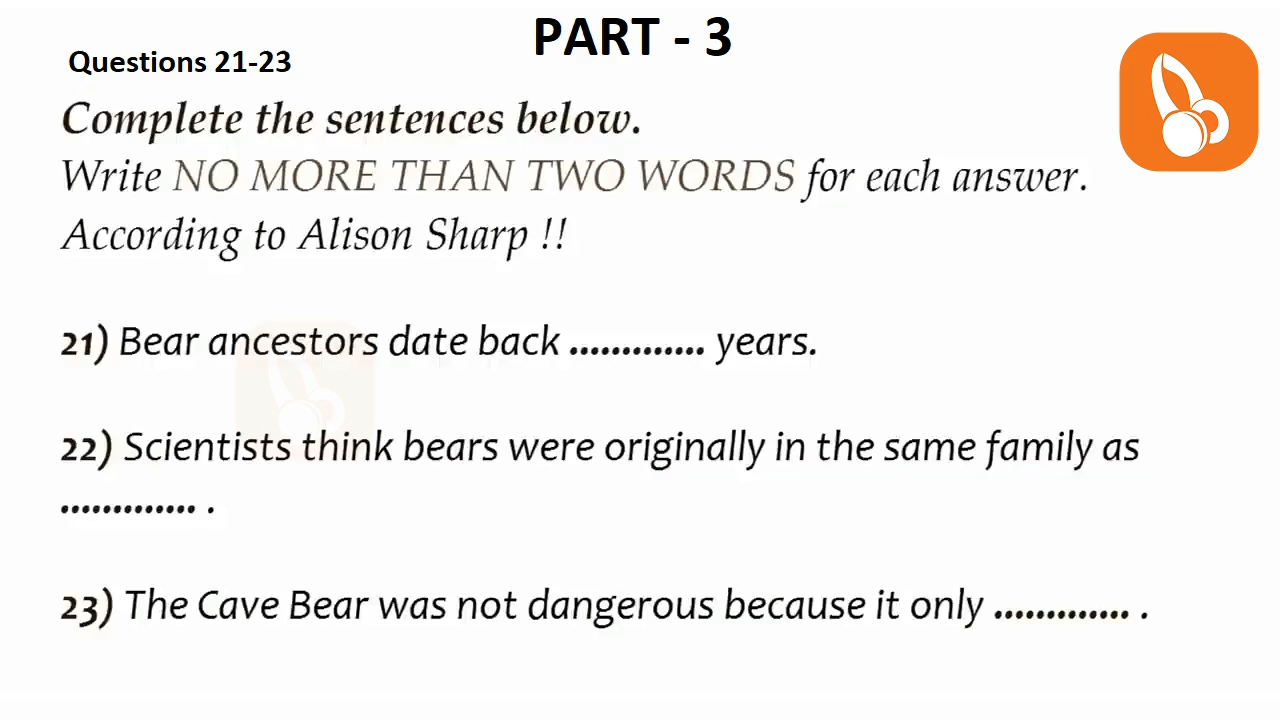 PART - 3
Questions 21-23
Complete the sentences below.
Write NO MORE THAN TWO WORDS for each answer.
According to Alison Sharp !!
21) Bear ancestors date back ............. years.
22) Scientists think bears were originally in the same family as
............. .
23) The Cave Bear was not dangerous because it only ............. .